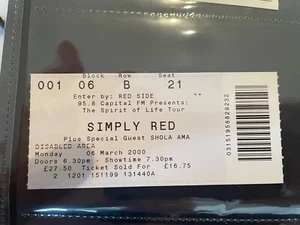 Block Row Seat
001 06 B 21
Enter by: RED SIDE **
95.8 Capital FM Presents:
The Spirit of Life Tour
SIMPLY RED
Plus Special Guest SHOLA AMA
DISABLED AREA
Monday 06 March 2000
Doors 6.30pm - Showtime 7.30pm
£27.50 Ticket Sold For £16.75
2 1201 151199 131440A
03151958829232